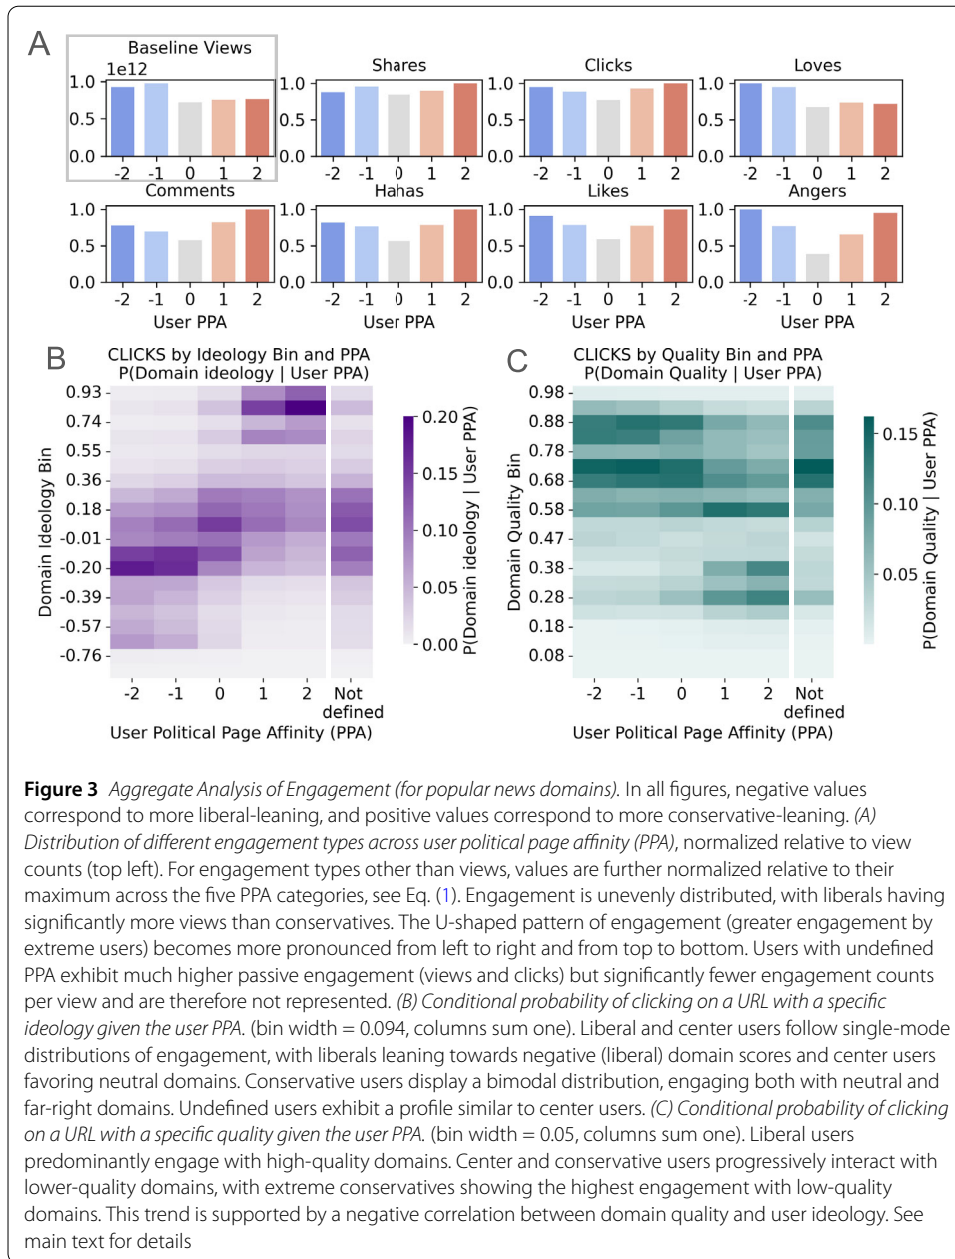 A
Baseline Views
1e12
Shares
Clicks
Loves
1.0
0.5
0.0
-2 -1 0 1 2
1.0
0.5
0.0
-2 -1 0 1 2
1.0
0.5
0.0
-2 -1 0 1 2
1.0
0.5
0.0
-2 -1 0 1 2
Comments
Hahas
Likes
Angers
1.0
0.5
0.0
-2 -1 0 1 2
User PPA
1.0
0.5
0.0
-2 -1 0 1 2
User PPA
1.0
0.5
0.0
-2 -1 0 1 2
User PPA
1.0
0.5
0.0
-2 -1 0 1 2
User PPA
B
CLICKS by Ideology Bin and PPA
P(Domain ideology | User PPA)
Domain Ideology Bin
0.93
0.74
0.55
0.36
0.18
-0.01
-0.20
-0.39
-0.57
-0.76
-2 -1 0 1 2 Not
defined
User Political Page Affinity (PPA)
0.20
0.15
0.10
0.05
0.00
P(Domain ideology | User PPA)
C
CLICKS by Quality Bin and PPA
P(Domain Quality | User PPA)
Domain Quality Bin
0.98
0.88
0.78
0.68
0.58
0.47
0.38
0.28
0.18
0.08
-2 -1 0 1 2 Not
defined
User Political Page Affinity (PPA)
0.15
0.10
0.05
P(Domain Quality | User PPA)
Figure 3 Aggregate Analysis of Engagement (for popular news domains). In all figures, negative values
correspond to more liberal-leaning, and positive values correspond to more conservative-leaning. (A)
Distribution of different engagement types across user political page affinity (PPA), normalized relative to view
counts (top left). For engagement types other than views, values are further normalized relative to their
maximum across the five PPA categories, see Eq. (1). Engagement is unevenly distributed, with liberals having
significantly more views than conservatives. The U-shaped pattern of engagement (greater engagement by
extreme users) becomes more pronounced from left to right and from top to bottom. Users with undefined
PPA exhibit much higher passive engagement (views and clicks) but significantly fewer engagement counts
per view and are therefore not represented. (B) Conditional probability of clicking on a URL with a specific
ideology given the user PPA. (bin width = 0.094, columns sum one). Liberal and center users follow single-mode
distributions of engagement, with liberals leaning towards negative (liberal) domain scores and center users
favoring neutral domains. Conservative users display a bimodal distribution, engaging both with neutral and
far-right domains. Undefined users exhibit a profile similar to center users. (C) Conditional probability of clicking
on a URL with a specific quality given the user PPA. (bin width = 0.05, columns sum one). Liberal users
predominantly engage with high-quality domains. Center and conservative users progressively interact with
lower-quality domains, with extreme conservatives showing the highest engagement with low-quality
domains. This trend is supported by a negative correlation between domain quality and user ideology. See
main text for details